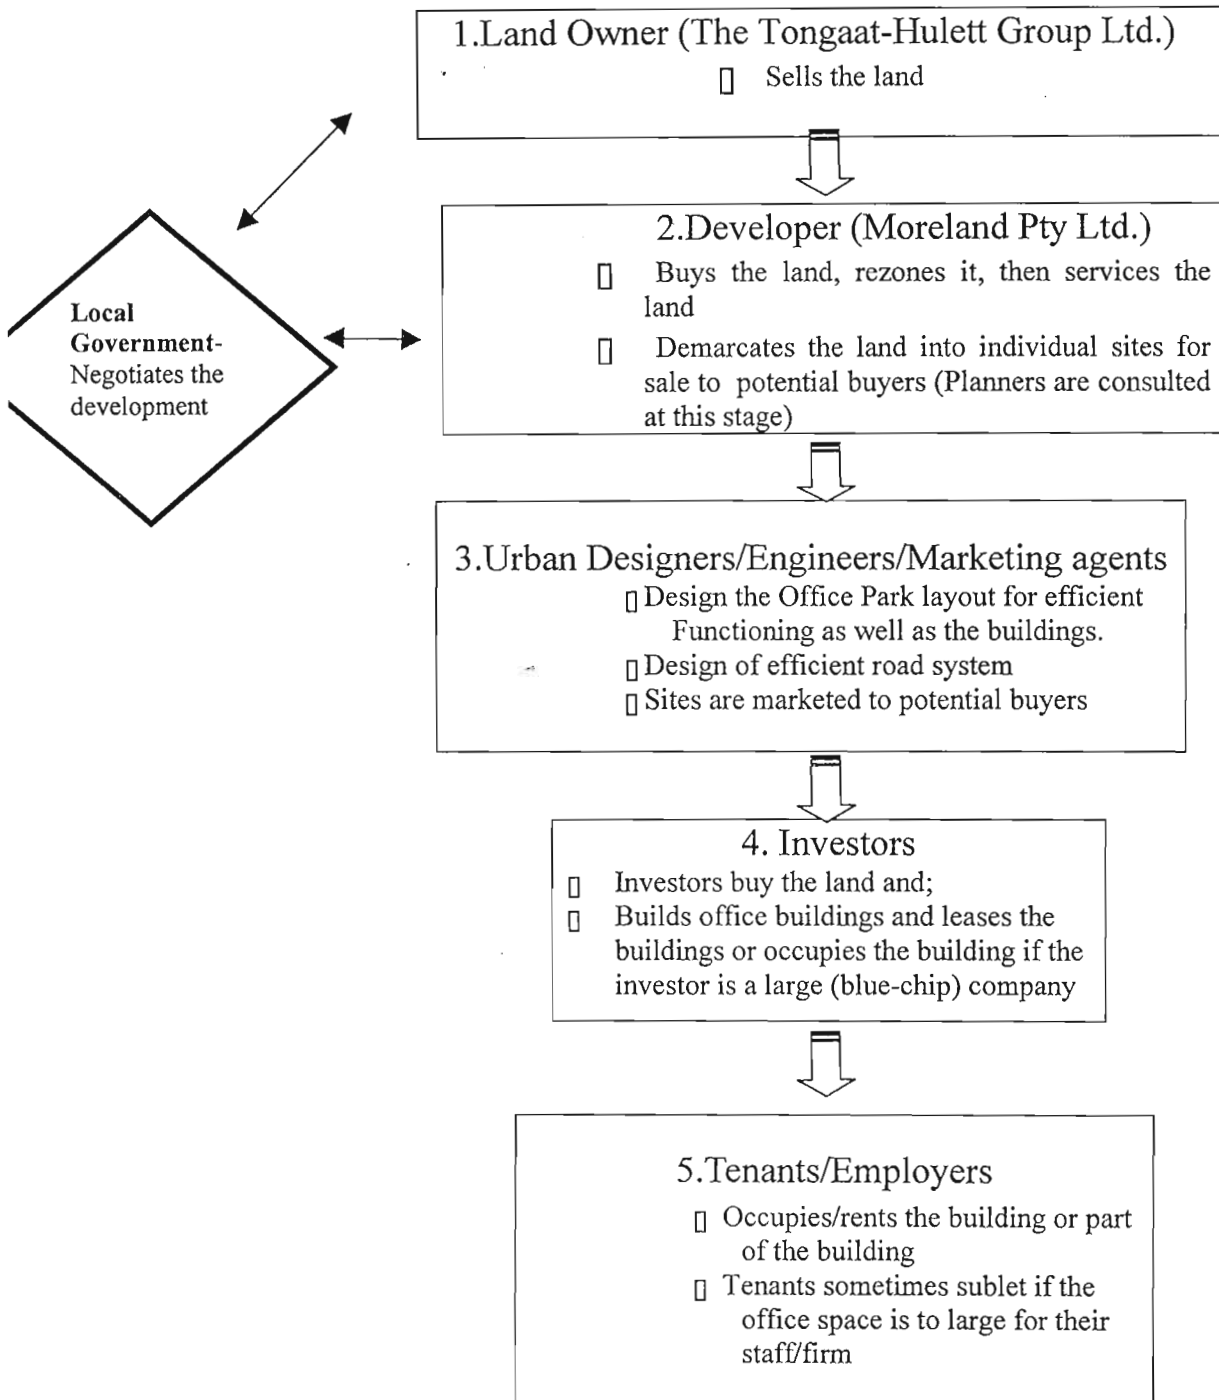 1.Land Owner (The Tongaat-Hulett Group Ltd.)
▯ Sells the land
2.Developer (Moreland Pty Ltd.)
▯ Buys the land, rezones it, then services the
land
▯ Demarcates the land into individual sites for
sale to potential buyers (Planners are consulted
at this stage)
Local
Government-
Negotiates the
development
3.Urban Designers/Engineers/Marketing agents
▯ Design the Office Park layout for efficient
Functioning as well as the buildings.
▯ Design of efficient road system
▯ Sites are marketed to potential buyers
4. Investors
▯ Investors buy the land and;
▯ Builds office buildings and leases the
buildings or occupies the building if the
investor is a large (blue-chip) company
5.Tenants/Employers
▯ Occupies/rents the building or part
of the building
▯ Tenants sometimes sublet if the
office space is to large for their
staff/firm